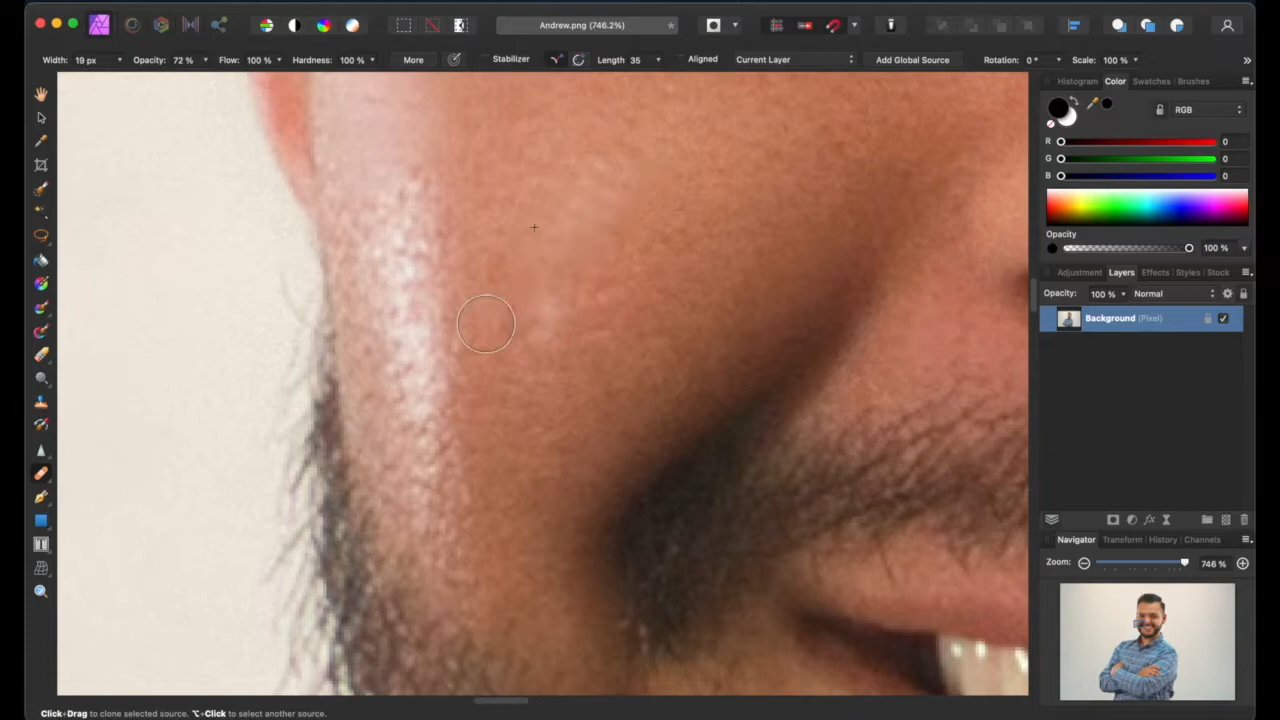 Andrew.png (746.2%)
Width: 19 px Opacity: 72 % Flow: 100 % Hardness: 100 % More Stabilizer Length 35 Aligned Current Layer Add Global Source Rotation: 0 ° Scale: 100 %
Histogram Color Swatches Brushes
RGB
R 0
G 0
B 0
Opacity
100 %
Adjustment Layers Effects Styles Stock
Opacity: 100 % Normal
Background (Pixel)
Navigator Transform History Channels
Zoom: 746 %
Click+Drag to clone selected source. ⌥+Click to select another source.